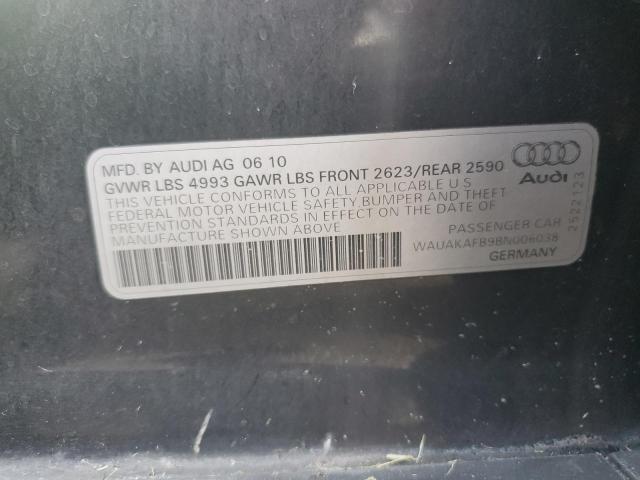 MFD. BY AUDI AG 06 10
GVWR LBS 4993 GAWR LBS FRONT 2623/REAR 2590
THIS VEHICLE CONFORMS TO ALL APPLICABLE U S
FEDERAL MOTOR VEHICLE SAFETY BUMPER AND THEFT
PREVENTION STANDARDS IN EFFECT ON THE DATE OF
MANUFACTURE SHOWN ABOVE
PASSENGER CAR
WAUAKAFB9BN006038
GERMANY
Audi
2522123